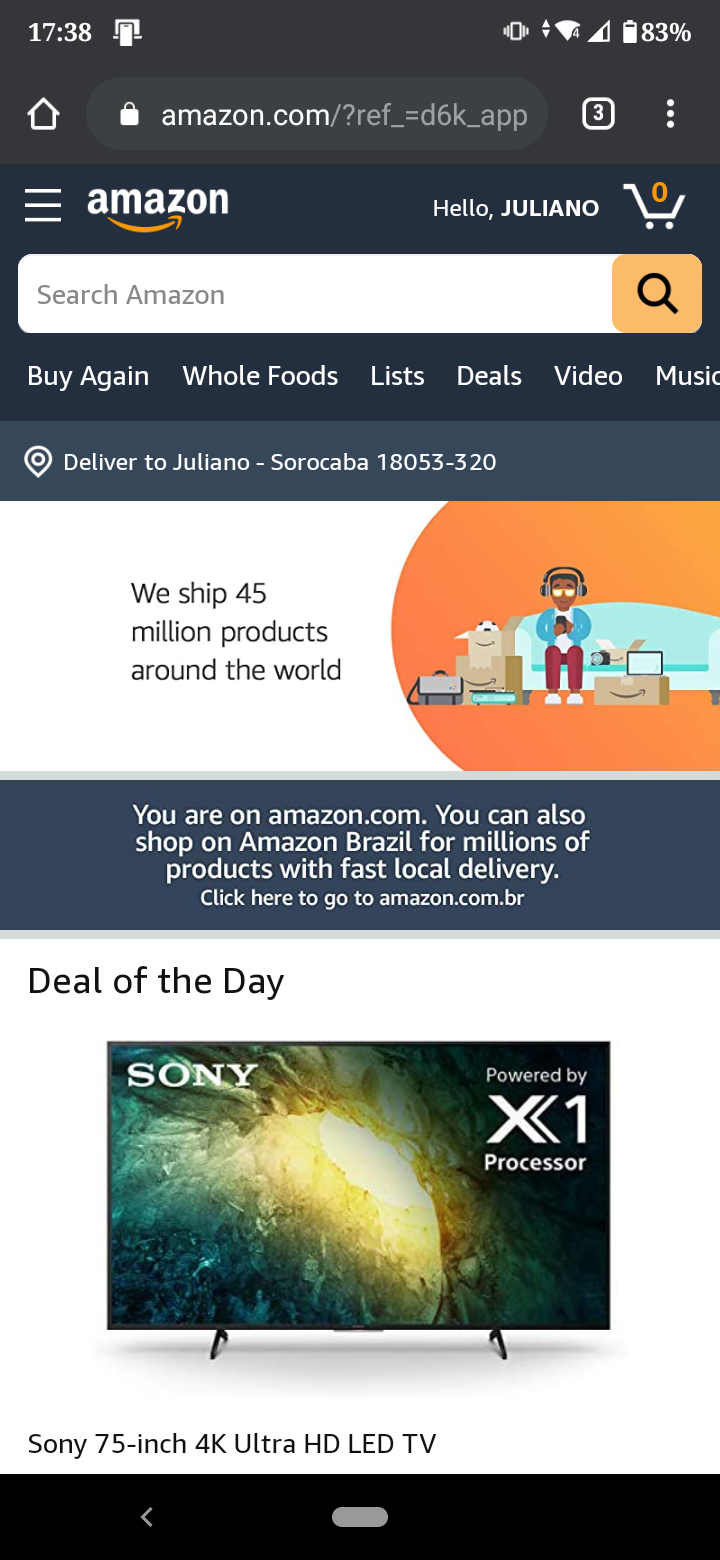 17:38
4
83%
amazon.com/?ref_=d6k_app
3
amazon
Hello, JULIANO
0
Search Amazon
Buy Again Whole Foods Lists Deals Video Music
Deliver to Juliano - Sorocaba 18053-320
We ship 45
million products
around the world
You are on amazon.com. You can also
shop on Amazon Brazil for millions of
products with fast local delivery.
Click here to go to amazon.com.br
Deal of the Day
SONY
Powered by
X1
Processor
Sony 75-inch 4K Ultra HD LED TV